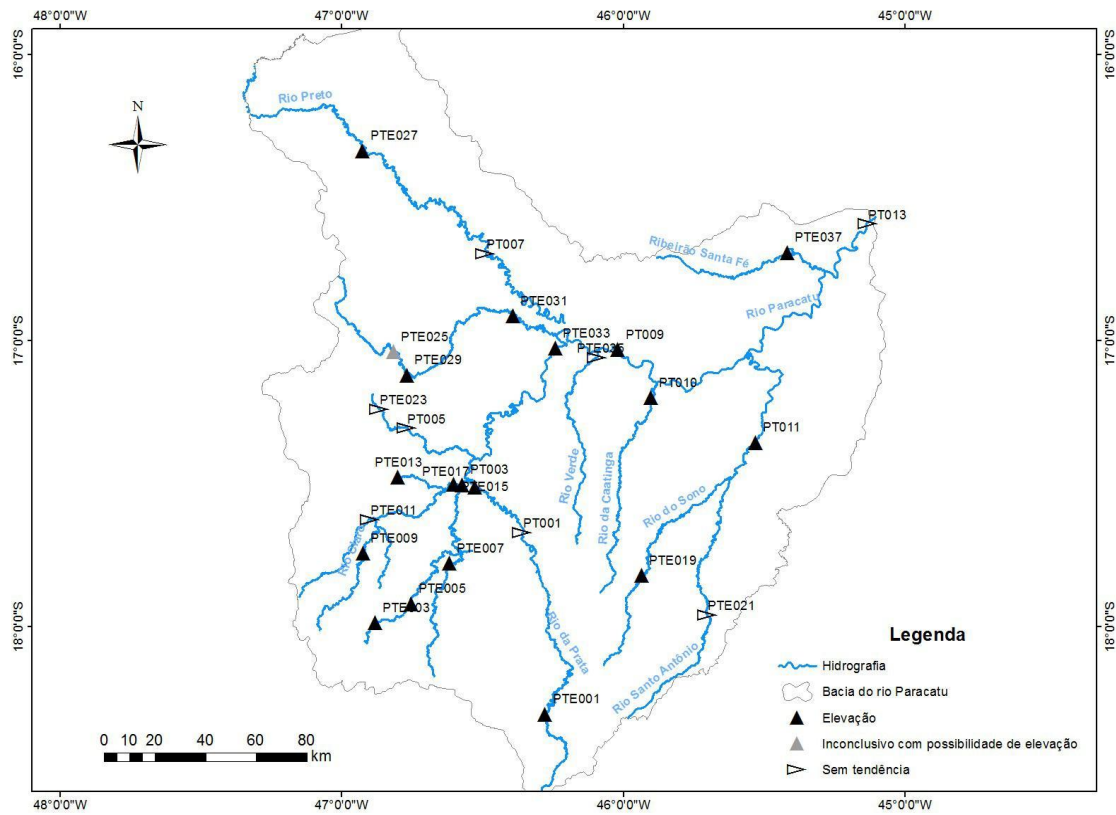 48°0'0"W
47°0'0"W
46°0'0"W
45°0'0"W
16°0'0"S
16°0'0"S
N
Rio Preto
PTE027
PT013
PT007
Ribeirão Santa Fé
PTE037
Rio Paracatu
PTE031
PTE025
PTE033
PT009
17°0'0"S
17°0'0"S
PTE029
PT010
PTE023
PT005
PT011
PTE013
PTE017
PT003
PTE015
Rio Verde
Rio da Caatinga
Rio do Sono
PTE011
PT001
PTE009
PTE007
PTE019
PTE005
PTE003
PTE021
18°0'0"S
18°0'0"S
Rio da Prata
Rio Santo Antônio
PTE001
Legenda
Hidrografia
Bacia do rio Paracatu
Elevação
Inconclusivo com possibilidade de elevação
Sem tendência
0 10 20 40 60 80
km
48°0'0"W
47°0'0"W
46°0'0"W
45°0'0"W